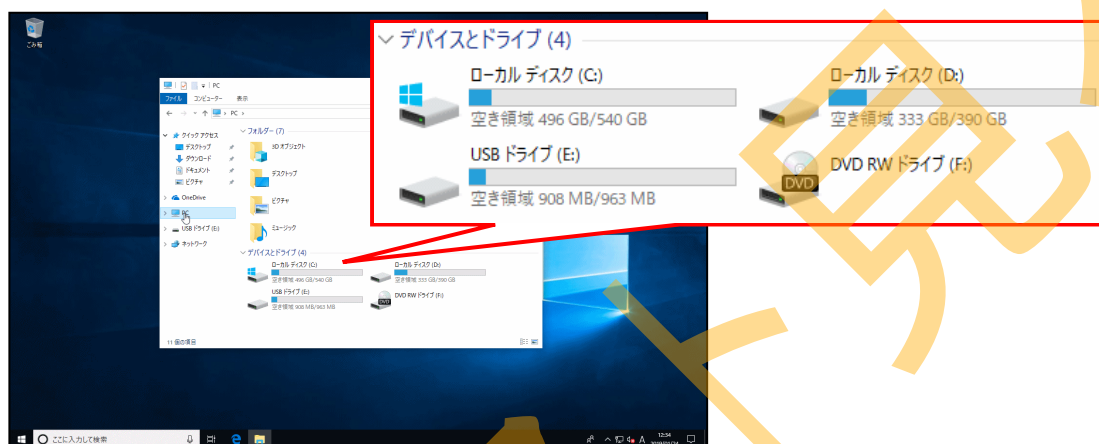 ごみ箱
PC
ファイル コンピューター 表示
PC
クイック アクセス
デスクトップ
ダウンロード
ドキュメント
ピクチャ
OneDrive
PC
USB ドライブ (E:)
ネットワーク
フォルダー (7)
3D オブジェクト
デスクトップ
ピクチャ
ミュージック
デバイスとドライブ (4)
ローカル ディスク (C:)
空き領域 496 GB/540 GB
ローカル ディスク (D:)
空き領域 333 GB/390 GB
USB ドライブ (E:)
空き領域 908 MB/963 MB
DVD RW ドライブ (F:)
11 個の項目
デバイスとドライブ (4)
ローカル ディスク (C:)
空き領域 496 GB/540 GB
ローカル ディスク (D:)
空き領域 333 GB/390 GB
USB ドライブ (E:)
空き領域 908 MB/963 MB
DVD RW ドライブ (F:)
DVD
ここに入力して検索
A
12:34